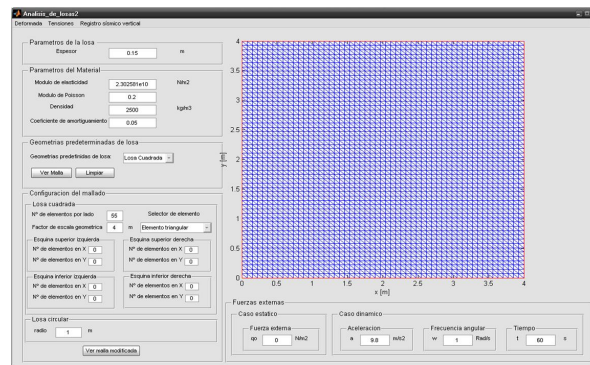 Analisis_de_losas2
Deformada Tensiones Registro sísmico vertical
Parametros de la losa
Espesor 0.15 m
Parametros del Material
Modulo de elasticidad 2.302581e10 N/m2
Modulo de Poisson 0.2
Densidad 2500 kg/m3
Coeficiente de amortiguamiento 0.05
Geometrias predeterminadas de losa
Geometrias predefinidas de losa: Losa Cuadrada
Ver Malla Limpiar
Configuracion del mallado
Losa cuadrada
Nº de elementos por lado 55 Selector de elemento
Factor de escala geometrica 4 m Elemento triangular
Esquina superior izquierda Esquina superior derecha
Nº de elementos en X 0 Nº de elementos en X 0
Nº de elementos en Y 0 Nº de elementos en Y 0
Esquina inferior izquierda Esquina inferior derecha
Nº de elementos en X 0 Nº de elementos en X 0
Nº de elementos en Y 0 Nº de elementos en Y 0
Losa circular
radio 1 m
Ver malla modificada
4
3.5
3
2.5
2
1.5
1
0.5
0
y [m]
0 0.5 1 1.5 2 2.5 3 3.5 4
x [m]
Fuerzas externas
Caso estatico Caso dinamico
Fuerza externa Aceleracion Frecuencia angular Tiempo
qo 0 N/m2 a 9.8 m/s2 w 1 Rad/s t 60 s